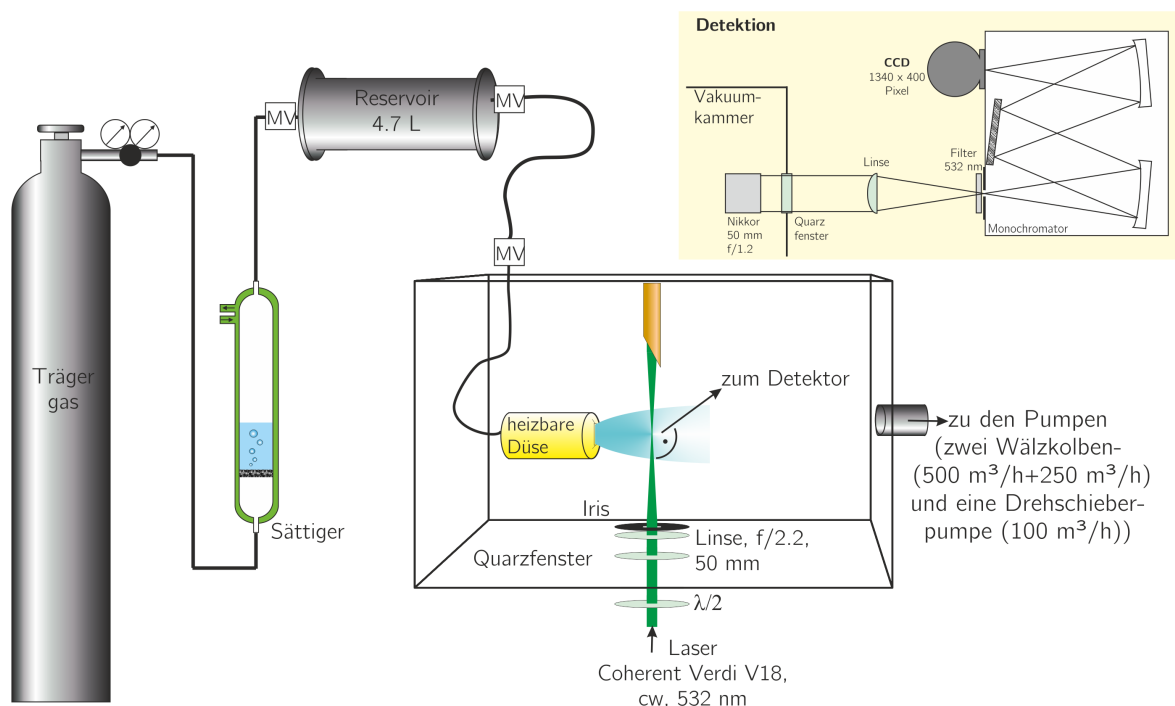 Detektion
CCD
1340 x 400
Pixel
Vakuum-
kammer
Filter
532 nm
Linse
Nikkor
50 mm
f/1.2
Quarz
fenster
Monochromator
MV
Reservoir
4.7 L
MV
MV
Träger
gas
Sättiger
heizbare
Düse
zum Detektor
zu den Pumpen
(zwei Wälzkolben-
(500 m³/h+250 m³/h)
und eine Drehschieber-
pumpe (100 m³/h))
Iris
Linse, f/2.2,
50 mm
Quarzfenster
λ/2
Laser
Coherent Verdi V18,
cw. 532 nm